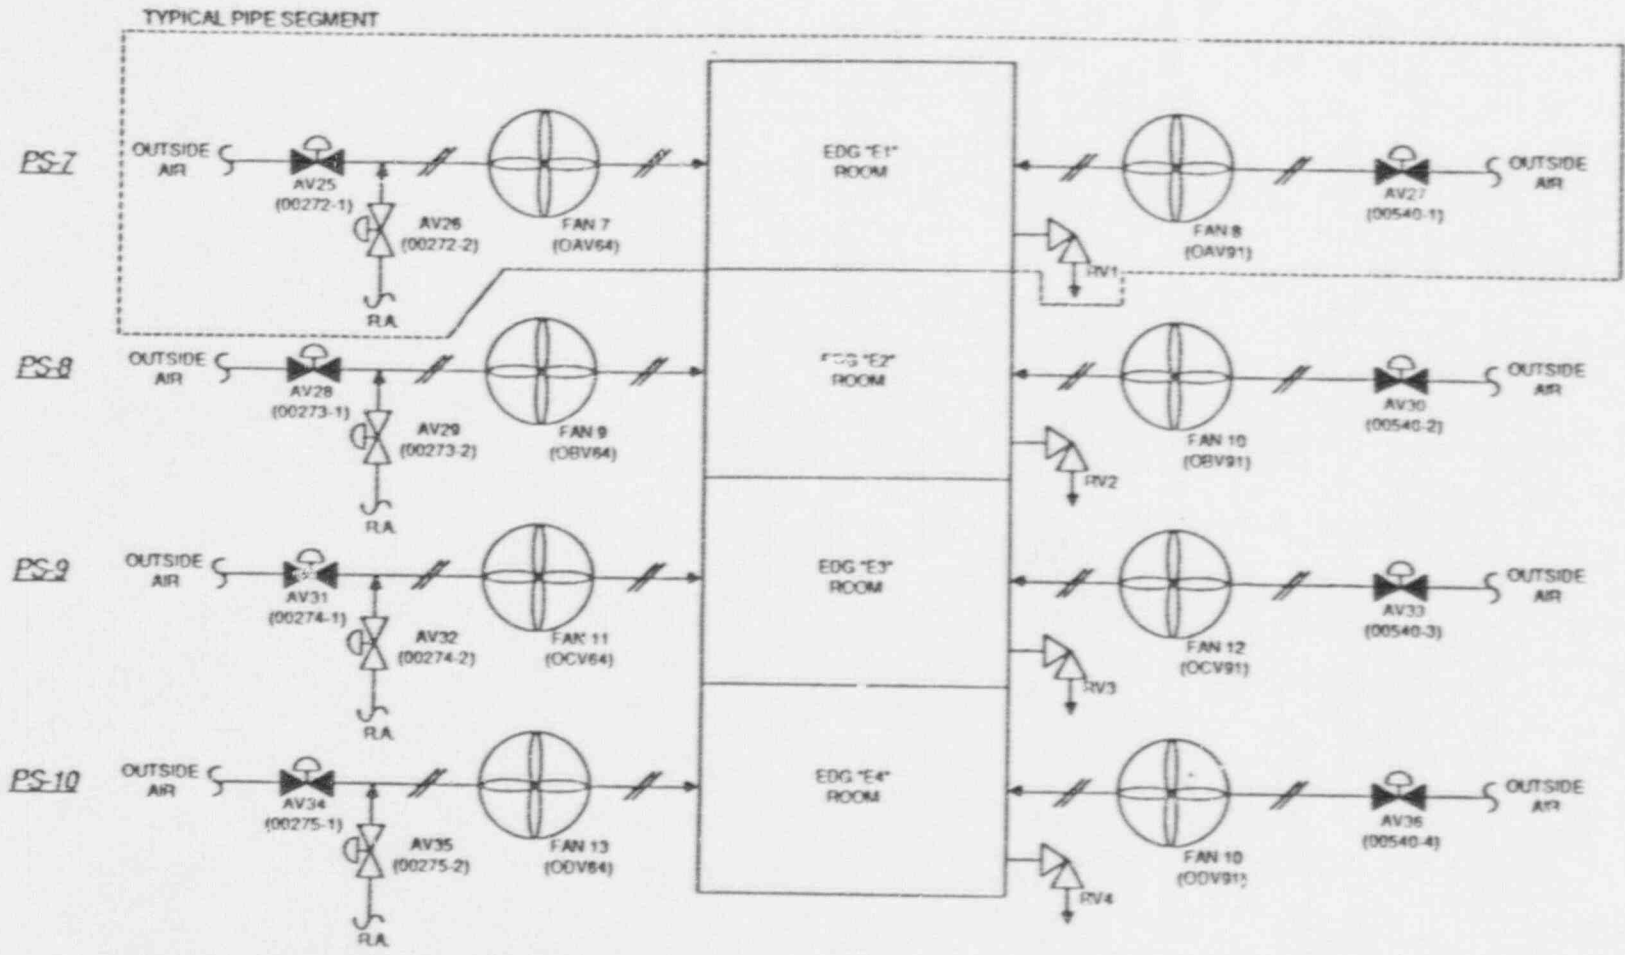 TYPICAL PIPE SEGMENT
PS-7
OUTSIDE
AIR
AV25
(00272-1)
AV26
(00272-2)
R.A.
FAN 7
(OAV64)
EDG "E1"
ROOM
RV1
FAN 8
(OAV91)
AV27
(00540-1)
OUTSIDE
AIR
PS-8
OUTSIDE
AIR
AV28
(00273-1)
AV29
(00273-2)
R.A.
FAN 9
(OBV64)
EDG "E2"
ROOM
RV2
FAN 10
(OBV91)
AV30
(00540-2)
OUTSIDE
AIR
PS-9
OUTSIDE
AIR
AV31
(00274-1)
AV32
(00274-2)
R.A.
FAN 11
(OCV64)
EDG "E3"
ROOM
RV3
FAN 12
(OCV91)
AV33
(00540-3)
OUTSIDE
AIR
PS-10
OUTSIDE
AIR
AV34
(00275-1)
AV35
(00275-2)
R.A.
FAN 13
(ODV64)
EDG "E4"
ROOM
RV4
FAN 10
(ODV91)
AV36
(00540-4)
OUTSIDE
AIR